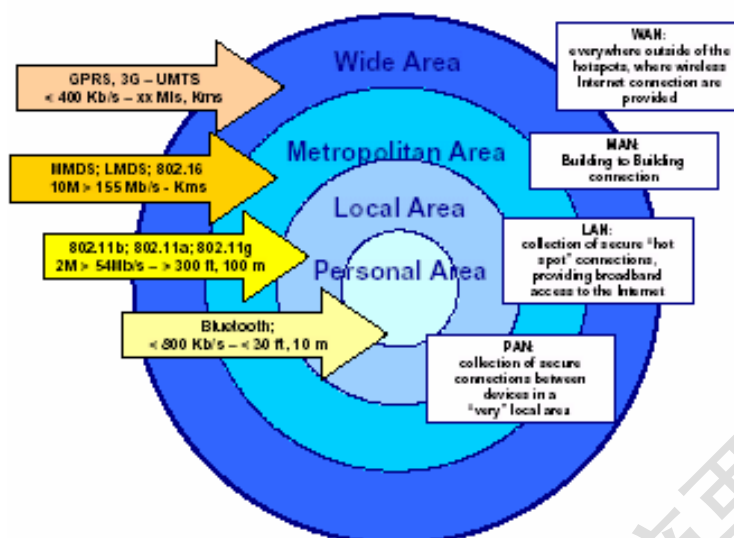 Wide Area
Metropolitan Area
Local Area
Personal Area
GPRS, 3G – UMTS
< 400 Kb/s – xx Mls, Kms
MMDS; LMDS; 802.16
10M > 155 Mb/s - Kms
802.11b; 802.11a; 802.11g
2M > 54Mb/s – > 300 ft, 100 m
Bluetooth;
< 800 Kb/s – < 30 ft, 10 m
WAN:
everywhere outside of the
hotspots, where wireless
Internet connection are
provided
MAN:
Building to Building
connection
LAN:
collection of secure "hot
spot" connections,
providing broadband
access to the Internet
PAN:
collection of secure
connections between
devices in a
"very" local area